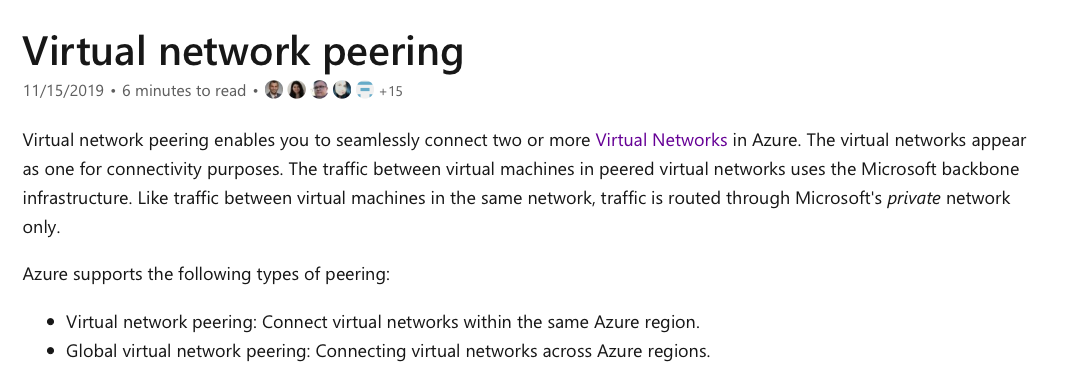 Virtual network peering
11/15/2019 • 6 minutes to read • +15
Virtual network peering enables you to seamlessly connect two or more Virtual Networks in Azure. The virtual networks appear
as one for connectivity purposes. The traffic between virtual machines in peered virtual networks uses the Microsoft backbone
infrastructure. Like traffic between virtual machines in the same network, traffic is routed through Microsoft's private network
only.
Azure supports the following types of peering:
• Virtual network peering: Connect virtual networks within the same Azure region.
• Global virtual network peering: Connecting virtual networks across Azure regions.